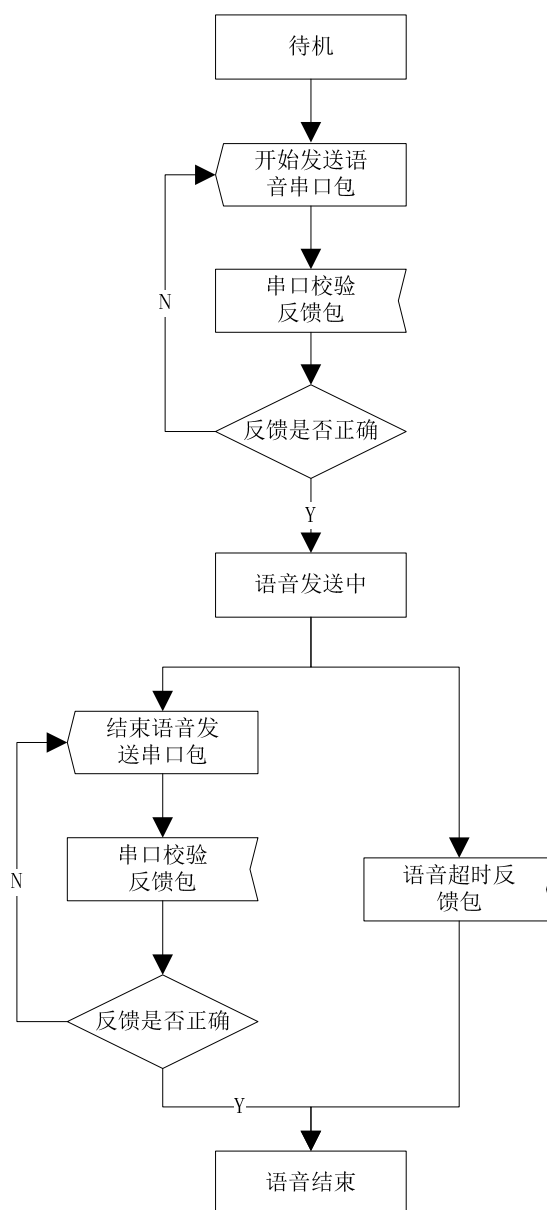 待机
开始发送语
音串口包
串口校验
反馈包
N
反馈是否正确
Y
语音发送中
结束语音发
送串口包
串口校验
反馈包
N
语音超时反
馈包
反馈是否正确
Y
语音结束